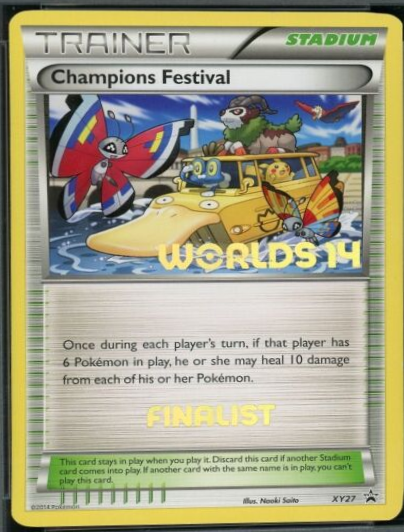 TRAINER
STADIUM
Champions Festival
WORLDS 14
Once during each player's turn, if that player has
6 Pokémon in play, he or she may heal 10 damage
from each of his or her Pokémon.
FINALIST
This card stays in play when you play it. Discard this card if another Stadium
card comes into play. If another card with the same name is in play, you can't
play this card.
©2014 Pokémon
Illus. Naoki Saito
XY27